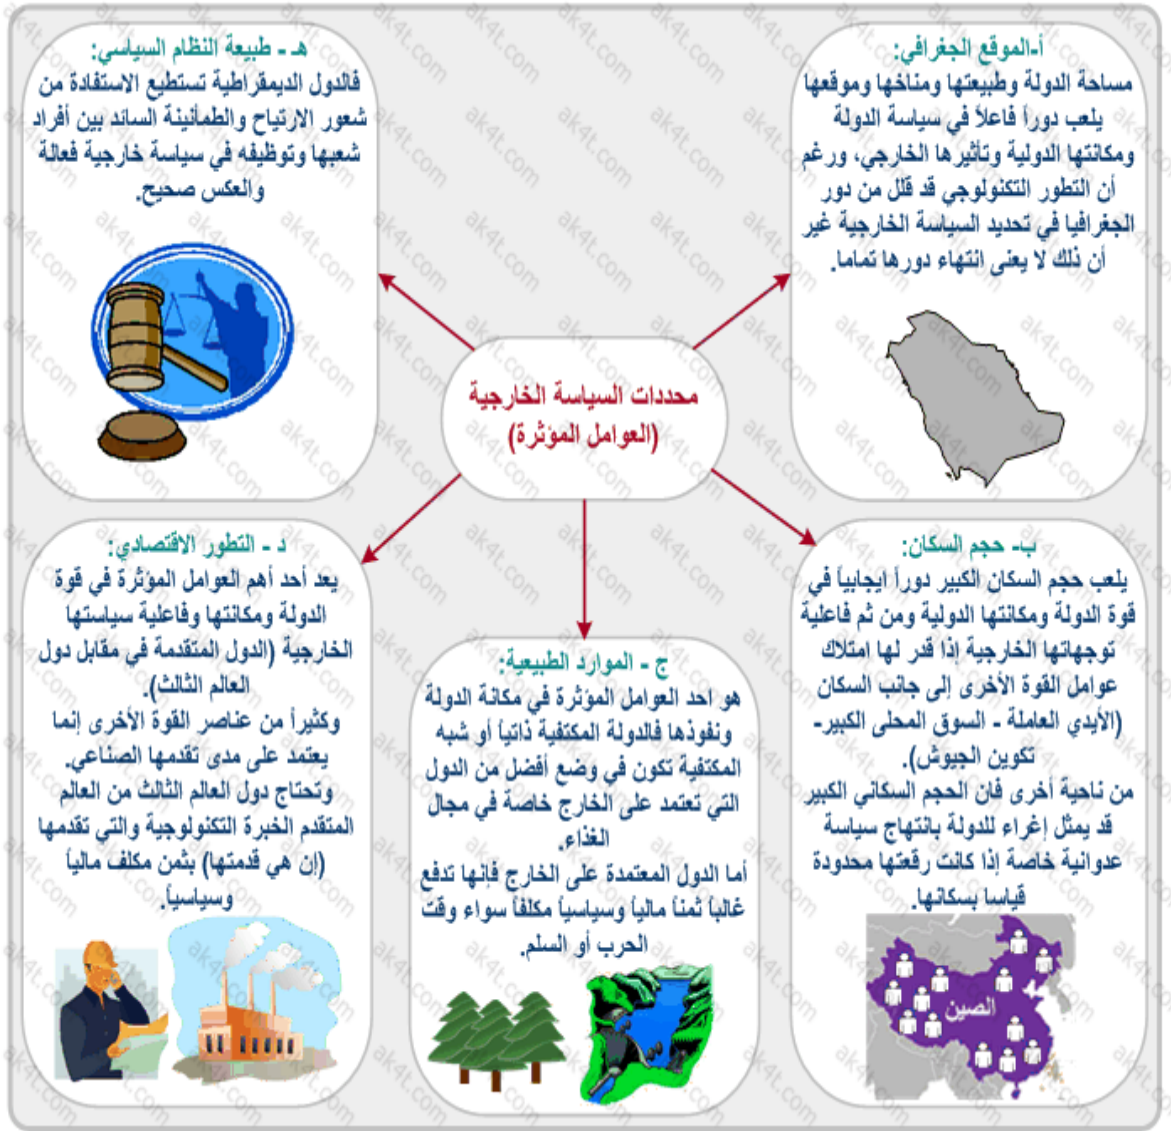 محددات السياسة الخارجية
(العوامل المؤثرة)
أ-الموقع الجغرافي:
مساحة الدولة وطبيعتها ومناخها وموقعها
يلعب دوراً فاعلاً في سياسة الدولة
ومكانتها الدولية وتأثيرها الخارجي، ورغم
أن التطور التكنولوجي قد قلل من دور
الجغرافيا في تحديد السياسة الخارجية غير
أن ذلك لا يعنى انتهاء دورها تماما.
ب- حجم السكان:
يلعب حجم السكان الكبير دوراً ايجابياً في
قوة الدولة ومكانتها الدولية ومن ثم فاعلية
توجهاتها الخارجية إذا قدر لها امتلاك
عوامل القوة الأخرى إلى جانب السكان
(الأيدي العاملة - السوق المحلى الكبير-
تكوين الجيوش).
من ناحية أخرى فان الحجم السكاني الكبير
قد يمثل إغراء للدولة بانتهاج سياسة
عدوانية خاصة إذا كانت رقعتها محدودة
قياسا بسكانها.
الصين
ج - الموارد الطبيعية:
هو احد العوامل المؤثرة في مكانة الدولة
ونفوذها فالدولة المكتفية ذاتياً أو شبه
المكتفية تكون في وضع أفضل من الدول
التي تعتمد على الخارج خاصة في مجال
الغذاء.
أما الدول المعتمدة على الخارج فإنها تدفع
غالباً ثمناً مالياً وسياسياً مكلفاً سواء وقت
الحرب أو السلم.
د - التطور الاقتصادي:
يعد أحد أهم العوامل المؤثرة في قوة
الدولة ومكانتها وفاعلية سياستها
الخارجية (الدول المتقدمة في مقابل دول
العالم الثالث).
وكثيراً من عناصر القوة الأخرى إنما
يعتمد على مدى تقدمها الصناعي.
وتحتاج دول العالم الثالث من العالم
المتقدم الخبرة التكنولوجية والتي تقدمها
(إن هي قدمتها) بثمن مكلف مالياً
وسياسياً.
هـ - طبيعة النظام السياسي:
فالدول الديمقراطية تستطيع الاستفادة من
شعور الارتياح والطمأنينة السائد بين أفراد
شعبها وتوظيفه في سياسة خارجية فعالة
والعكس صحيح.
ak4t.com